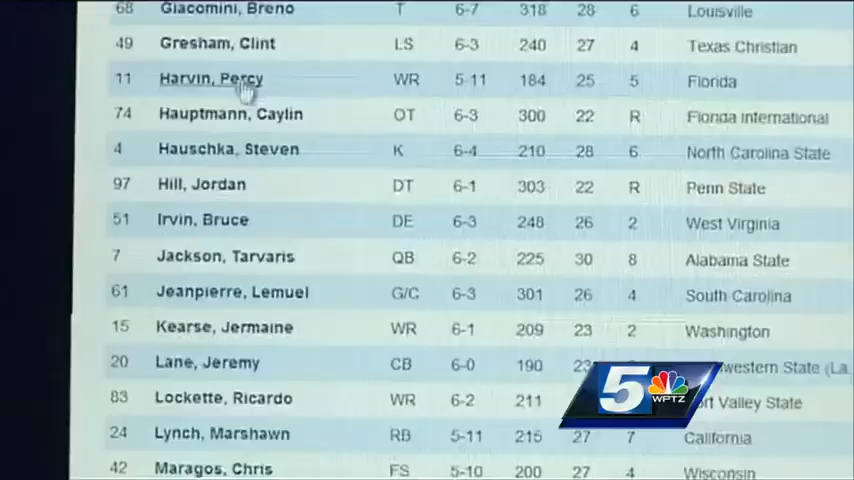 68 Giacomini, Breno T 6-7 318 28 6 Louisville
49 Gresham, Clint LS 6-3 240 27 4 Texas Christian
11 Harvin, Percy WR 5-11 184 25 5 Florida
74 Hauptmann, Caylin OT 6-3 300 22 R Florida International
4 Hauschka, Steven K 6-4 210 28 6 North Carolina State
97 Hill, Jordan DT 6-1 303 22 R Penn State
51 Irvin, Bruce DE 6-3 248 26 2 West Virginia
7 Jackson, Tarvaris QB 6-2 225 30 8 Alabama State
61 Jeanpierre, Lemuel G/C 6-3 301 26 4 South Carolina
15 Kearse, Jermaine WR 6-1 209 23 2 Washington
20 Lane, Jeremy CB 6-0 190 23 western State (La.
83 Lockette, Ricardo WR 6-2 211 ort Valley State
24 Lynch, Marshawn RB 5-11 215 27 7 California
42 Maragos, Chris FS 5-10 200 27 4 Wisconsin
5 WPTZ